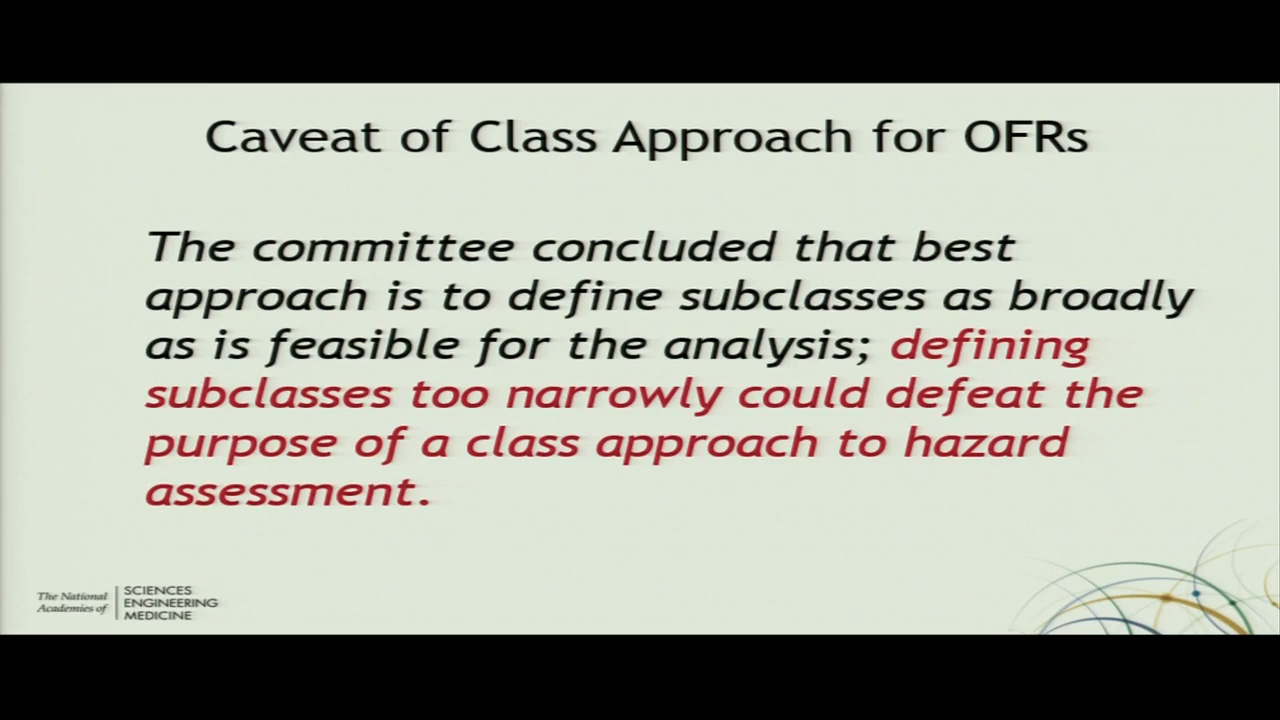 Caveat of Class Approach for OFRs
The committee concluded that best
approach is to define subclasses as broadly
as is feasible for the analysis; defining
subclasses too narrowly could defeat the
purpose of a class approach to hazard
assessment.
The National
Academies of
SCIENCES
ENGINEERING
MEDICINE